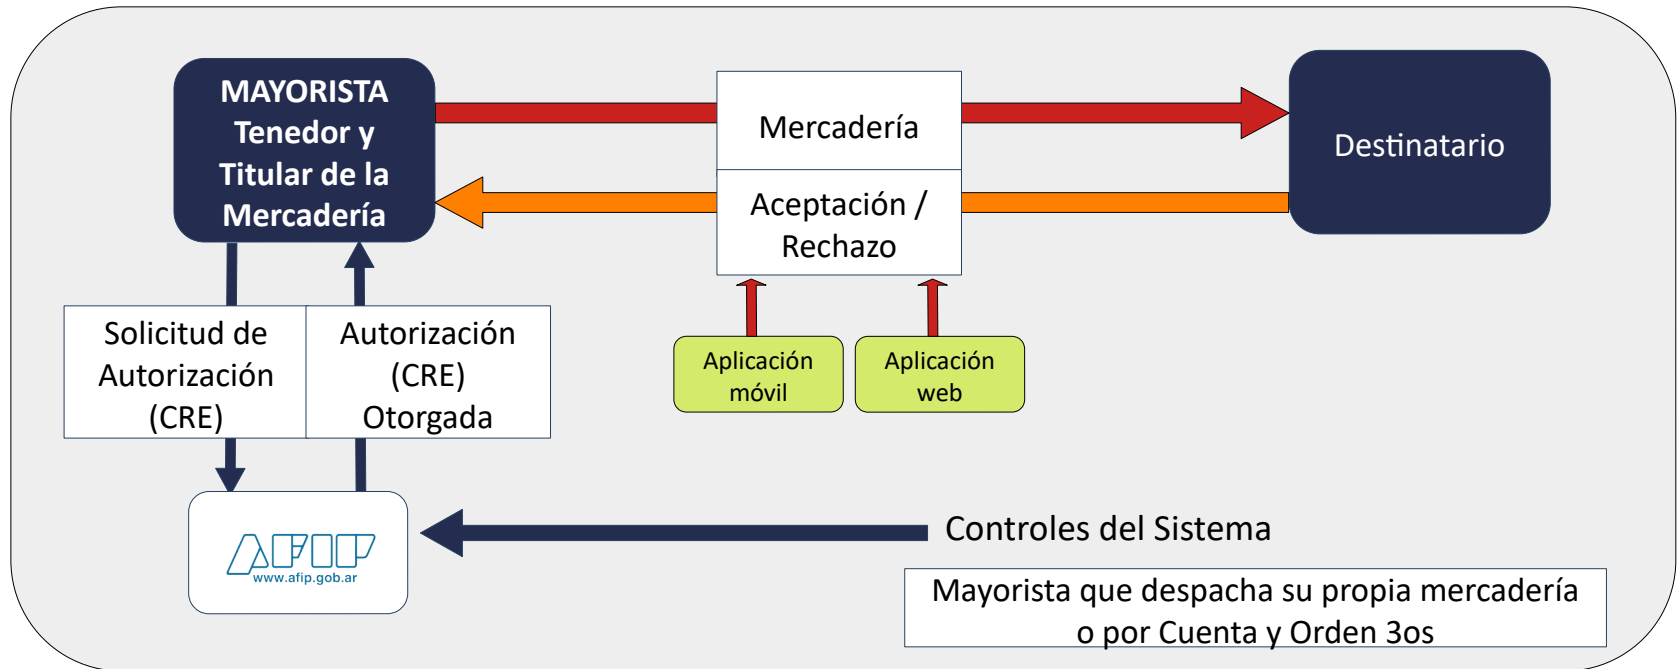 MAYORISTA
Tenedor y
Titular de la
Mercadería
Mercadería
Destinatario
Aceptación /
Rechazo
Solicitud de
Autorización
(CRE)
Autorización
(CRE)
Otorgada
Aplicación
móvil
Aplicación
web
AFIP
www.afip.gob.ar
Controles del Sistema
Mayorista que despacha su propia mercadería
o por Cuenta y Orden 3os